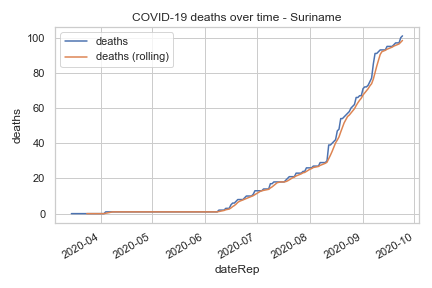 COVID-19 deaths over time - Suriname
deaths
deaths (rolling)
deaths
100
80
60
40
20
0
2020-04
2020-05
2020-06
2020-07
2020-08
2020-09
2020-10
dateRep